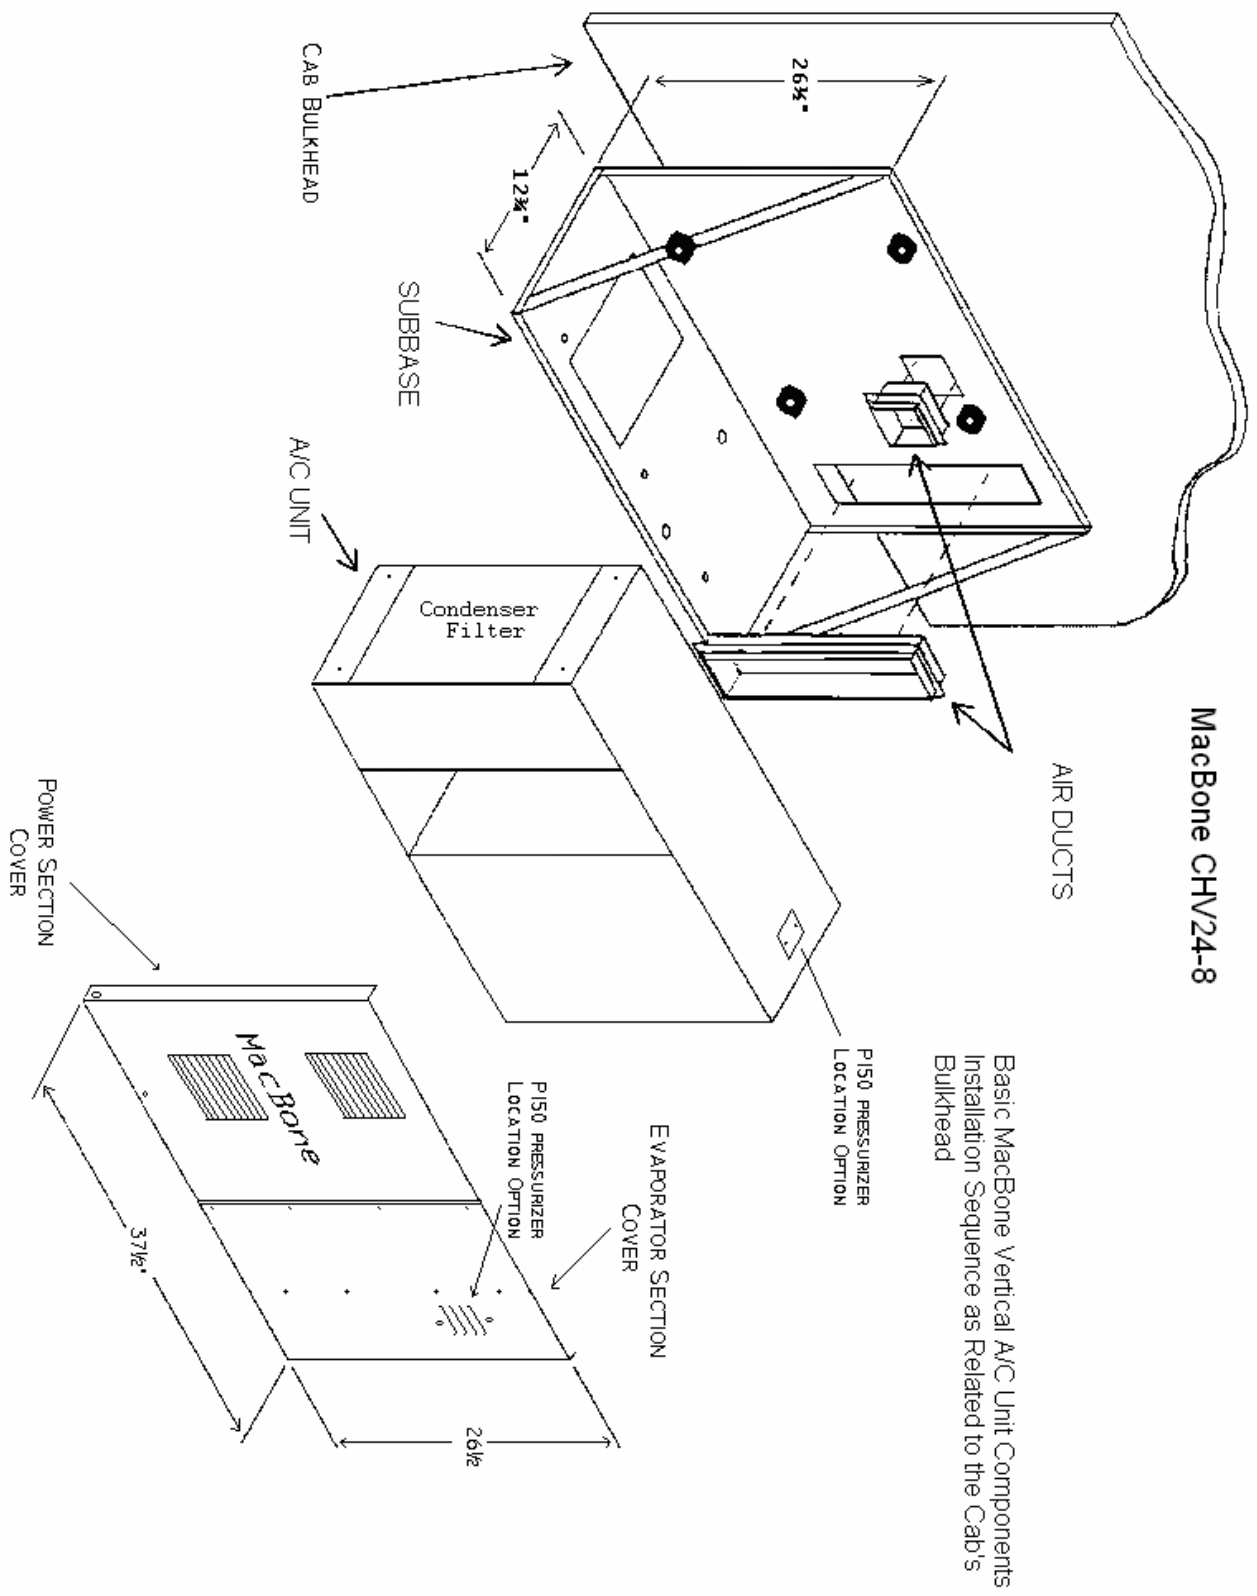 MacBone CHV24-8
Basic MacBone Vertical A/C Unit Components
Installation Sequence as Related to the Cab's
Bulkhead
AIR DUCTS
P150 PRESSURIZER
LOCATION OPTION
12¾"
CAB BULKHEAD
SUBBASE
A/C UNIT
Condenser
Filter
EVAPORATOR SECTION
COVER
P150 PRESSURIZER
LOCATION OPTION
MacBone
26½
37½"
POWER SECTION
COVER